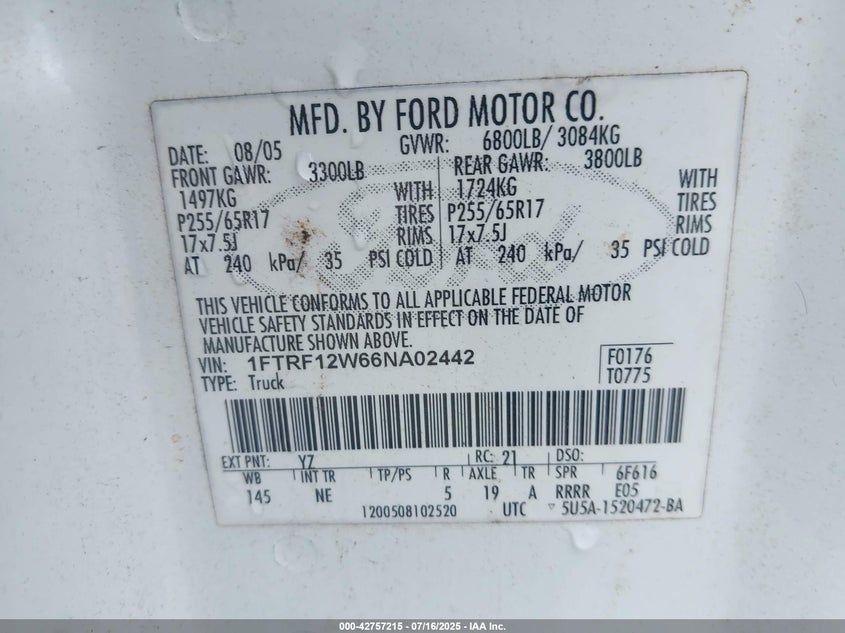 MFD. BY FORD MOTOR CO.
DATE: 08/05 GVWR: 6800LB/ 3084KG
FRONT GAWR: 3300LB REAR GAWR: 3800LB
1497KG WITH 1724KG WITH
P255/65R17 TIRES P255/65R17 TIRES
17x7.5J RIMS 17x7.5J RIMS
AT 240 kPa/ 35 PSI COLD AT 240 kPa/ 35 PSI COLD
THIS VEHICLE CONFORMS TO ALL APPLICABLE FEDERAL MOTOR
VEHICLE SAFETY STANDARDS IN EFFECT ON THE DATE OF
MANUFACTURE SHOWN ABOVE.
VIN: 1FTRF12W66NA02442 F0176
TYPE: Truck T0775
EXT PNT: YZ RC: 21 DSO:
WB INT TR TP/PS R AXLE TR SPR 6F616
145 NE 5 19 A RRRR E05
1200508102520 UTC ▽ 5U5A-1520472-BA
000-42757215 - 07/16/2025 - IAA Inc.